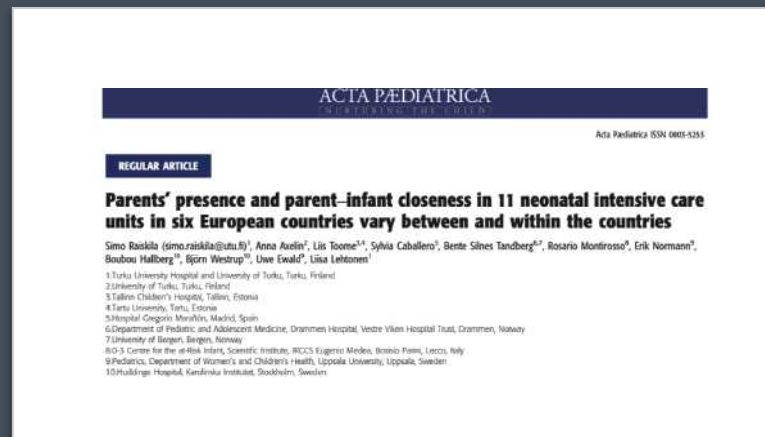 ACTA PÆDIATRICA
NURTURING THE CHILD
Acta Pædiatrica ISSN 0803-5253
REGULAR ARTICLE
Parents’ presence and parent–infant closeness in 11 neonatal intensive care
units in six European countries vary between and within the countries
Simo Raiskila (simo.raiskila@utu.fi)1, Anna Axelin2, Liis Toome3,4, Sylvia Caballero5, Bente Silnes Tandberg6,7, Rosario Montirosso8, Erik Normann9,
Boubou Hallberg10, Björn Westrup10, Uwe Ewald9, Liisa Lehtonen1
1.Turku University Hospital and University of Turku, Turku, Finland
2.University of Turku, Turku, Finland
3.Tallinn Children's Hospital, Tallinn, Estonia
4.Tartu University, Tartu, Estonia
5.Hospital Gregorio Marañón, Madrid, Spain
6.Department of Pediatric and Adolescent Medicine, Drammen Hospital, Vestre Viken Hospital Trust, Drammen, Norway
7.University of Bergen, Bergen, Norway
8.0-3 Centre for the at-Risk Infant, Scientific Institute, IRCCS Eugenio Medea, Bosisio Parini, Lecco, Italy
9.Pediatrics, Department of Women's and Children's Health, Uppsala University, Uppsala, Sweden
10.Huddinge Hospital, Karolinska Institutet, Stockholm, Sweden